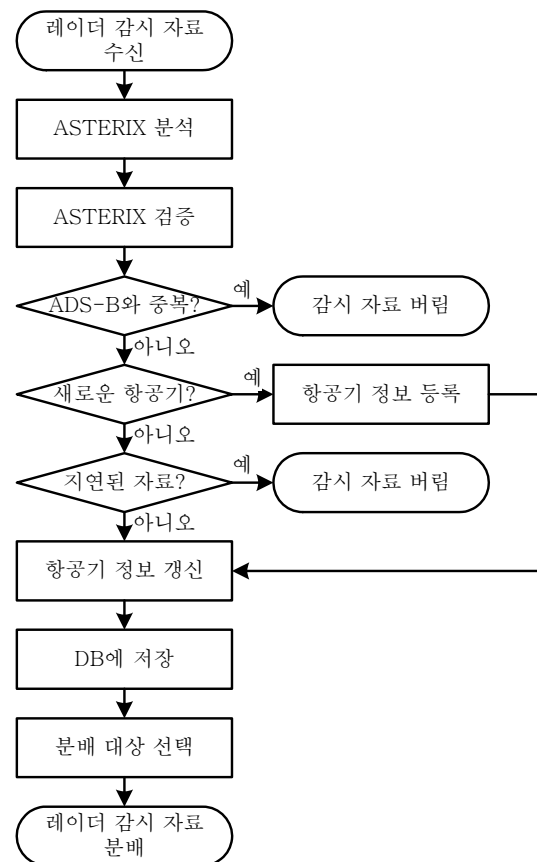 레이더 감시 자료
수신
ASTERIX 분석
ASTERIX 검증
ADS-B와 중복?
예
감시 자료 버림
아니오
새로운 항공기?
예
항공기 정보 등록
아니오
지연된 자료?
예
감시 자료 버림
아니오
항공기 정보 갱신
DB에 저장
분배 대상 선택
레이더 감시 자료
분배